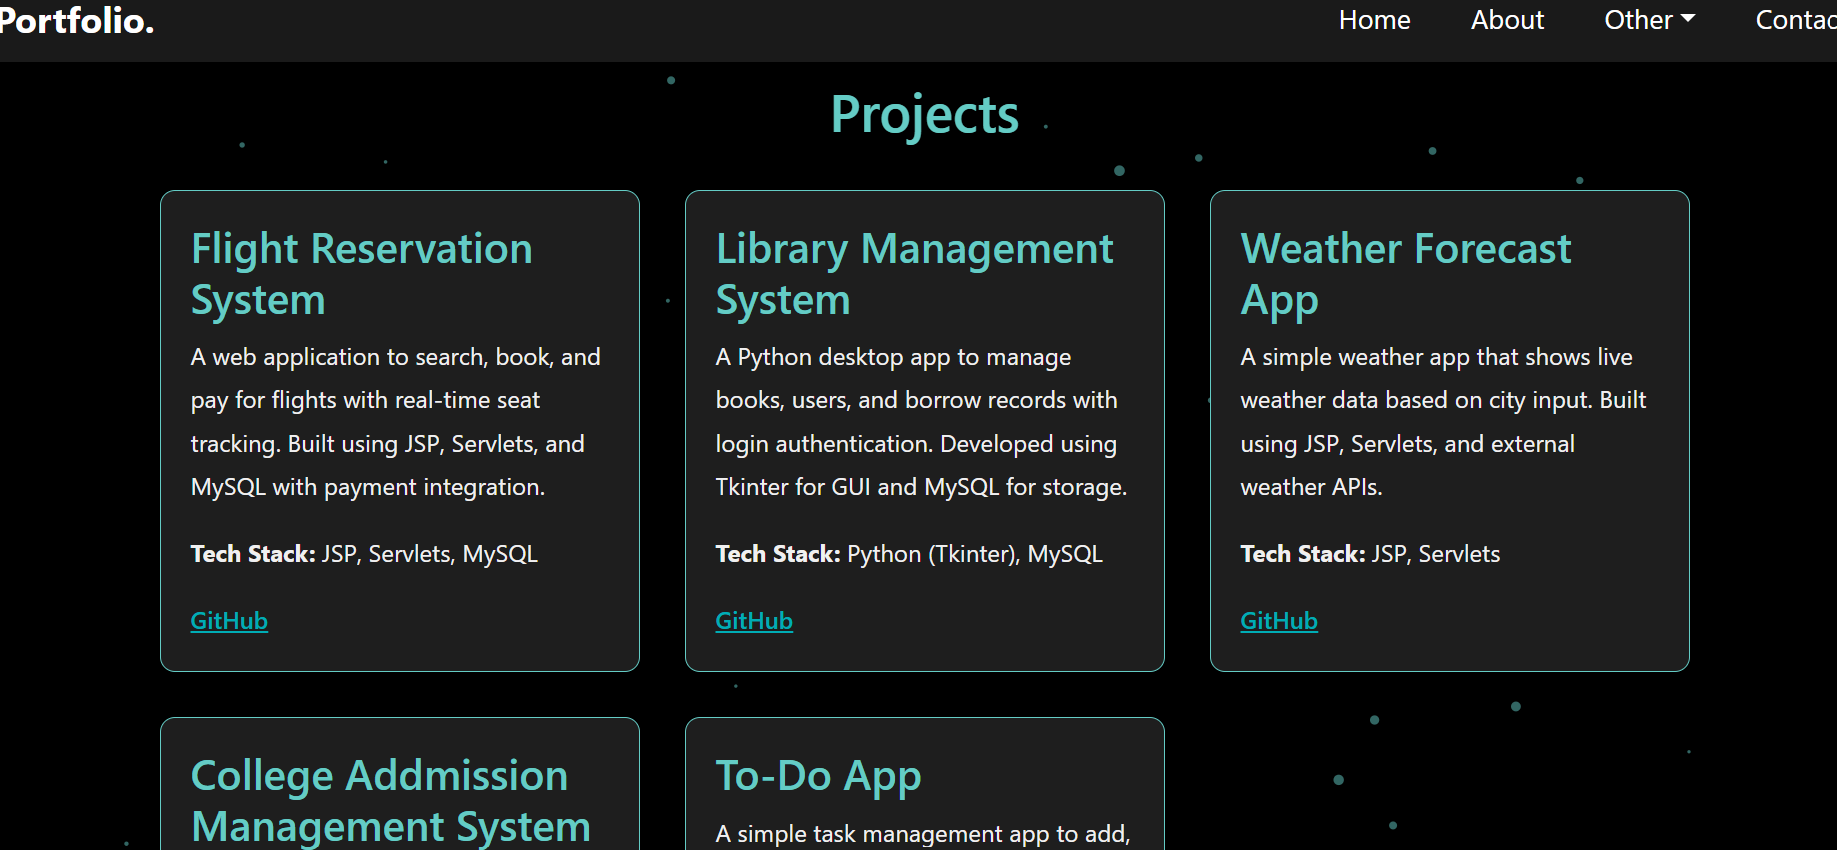 Portfolio.
Home About Other Contac
Projects
Flight Reservation
System
A web application to search, book, and
pay for flights with real-time seat
tracking. Built using JSP, Servlets, and
MySQL with payment integration.
Tech Stack: JSP, Servlets, MySQL
GitHub
Library Management
System
A Python desktop app to manage
books, users, and borrow records with
login authentication. Developed using
Tkinter for GUI and MySQL for storage.
Tech Stack: Python (Tkinter), MySQL
GitHub
Weather Forecast
App
A simple weather app that shows live
weather data based on city input. Built
using JSP, Servlets, and external
weather APIs.
Tech Stack: JSP, Servlets
GitHub
College Addmission
Management System
To-Do App
A simple task management app to add,